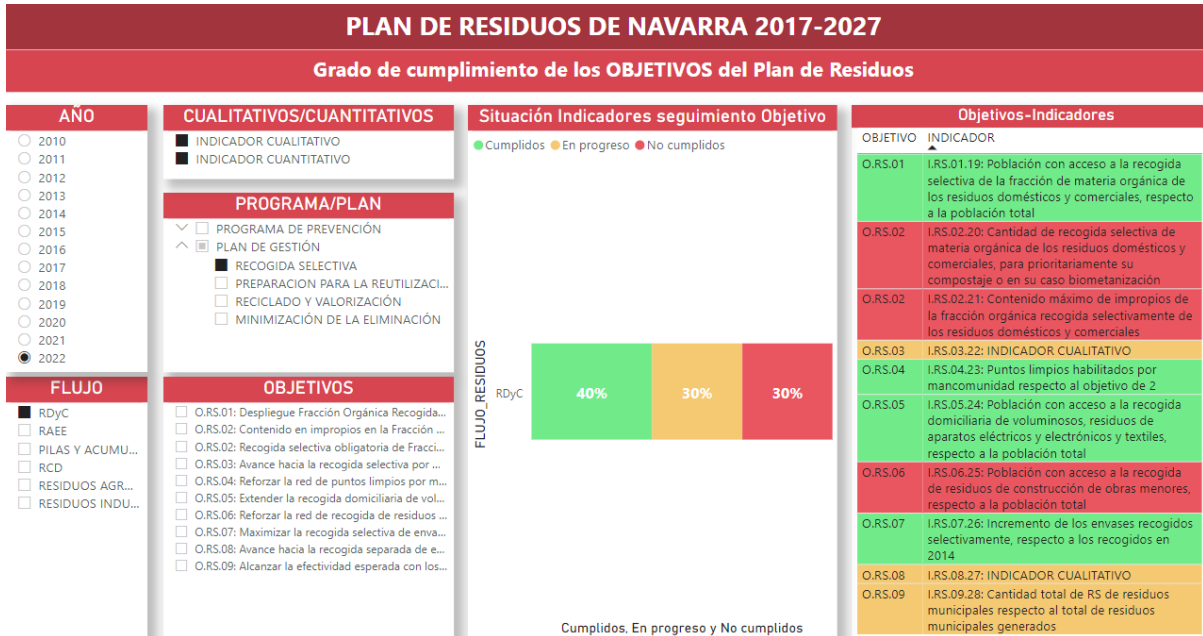 PLAN DE RESIDUOS DE NAVARRA 2017-2027
Grado de cumplimiento de los OBJETIVOS del Plan de Residuos
AÑO
2010
2011
2012
2013
2014
2015
2016
2017
2018
2019
2020
2021
2022
FLUJO
RDyC
RAEE
PILAS Y ACUMU...
RCD
RESIDUOS AGR...
RESIDUOS INDU...
CUALITATIVOS/CUANTITATIVOS
INDICADOR CUALITATIVO
INDICADOR CUANTITATIVO
PROGRAMA/PLAN
PROGRAMA DE PREVENCIÓN
PLAN DE GESTIÓN
RECOGIDA SELECTIVA
PREPARACION PARA LA REUTILIZACI...
RECICLADO Y VALORIZACIÓN
MINIMIZACIÓN DE LA ELIMINACIÓN
OBJETIVOS
O.RS.01: Despliegue Fracción Orgánica Recogida...
O.RS.02: Contenido en impropios en la Fracción ...
O.RS.02: Recogida selectiva obligatoria de Fracci...
O.RS.03: Avance hacia la recogida selectiva por ...
O.RS.04: Reforzar la red de puntos limpios por m...
O.RS.05: Extender la recogida domiciliaria de vol...
O.RS.06: Reforzar la red de recogida de residuos ...
O.RS.07: Maximizar la recogida selectiva de enva...
O.RS.08: Avance hacia la recogida separada de e...
O.RS.09: Alcanzar la efectividad esperada con los...
Situación Indicadores seguimiento Objetivo
Cumplidos En progreso No cumplidos
FLUJO_RESIDUOS
RDyC
40% 30% 30%
Cumplidos, En progreso y No cumplidos
Objetivos-Indicadores
OBJETIVO INDICADOR
O.RS.01 I.RS.01.19: Población con acceso a la recogida
selectiva de la fracción de materia orgánica de
los residuos domésticos y comerciales, respecto
a la población total
O.RS.02 I.RS.02.20: Cantidad de recogida selectiva de
materia orgánica de los residuos domésticos y
comerciales, para prioritariamente su
compostaje o en su caso biometanización
O.RS.02 I.RS.02.21: Contenido máximo de impropios de
la fracción orgánica recogida selectivamente de
los residuos domésticos y comerciales
O.RS.03 I.RS.03.22: INDICADOR CUALITATIVO
O.RS.04 I.RS.04.23: Puntos limpios habilitados por
mancomunidad respecto al objetivo de 2
O.RS.05 I.RS.05.24: Población con acceso a la recogida
domiciliaria de voluminosos, residuos de
aparatos eléctricos y electrónicos y textiles,
respecto a la población total
O.RS.06 I.RS.06.25: Población con acceso a la recogida
de residuos de construcción de obras menores,
respecto a la población total
O.RS.07 I.RS.07.26: Incremento de los envases recogidos
selectivamente, respecto a los recogidos en
2014
O.RS.08 I.RS.08.27: INDICADOR CUALITATIVO
O.RS.09 I.RS.09.28: Cantidad total de RS de residuos
municipales respecto al total de residuos
municipales generados